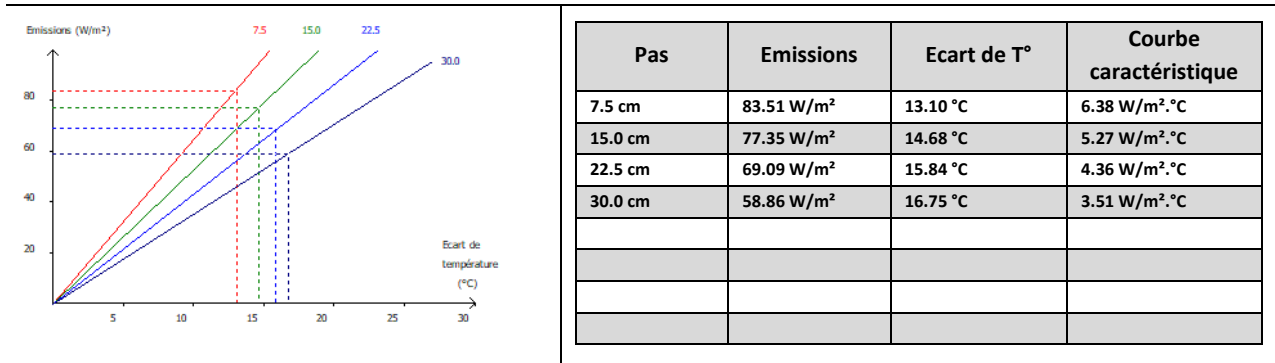 Emissions (W/m²)
7.5 15.0 22.5
30.0
80
60
40
20
Ecart de
température
(°C)
5 10 15 20 25 30
Pas Emissions Ecart de T° Courbe
caractéristique
7.5 cm 83.51 W/m² 13.10 °C 6.38 W/m².°C
15.0 cm 77.35 W/m² 14.68 °C 5.27 W/m².°C
22.5 cm 69.09 W/m² 15.84 °C 4.36 W/m².°C
30.0 cm 58.86 W/m² 16.75 °C 3.51 W/m².°C